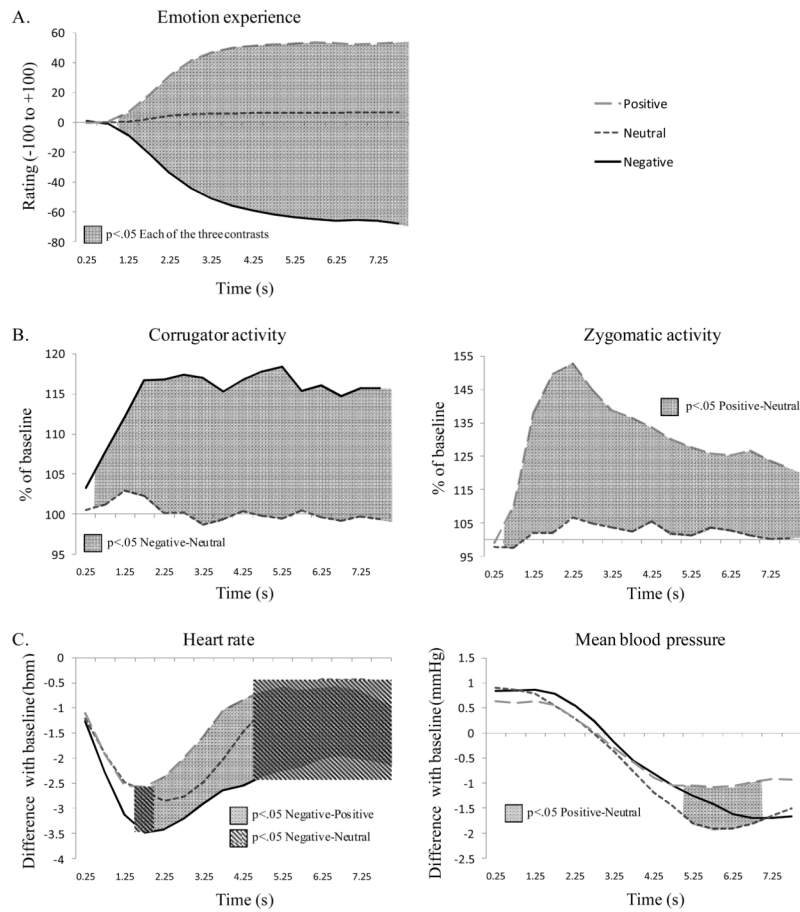 A.
Emotion experience
Rating (-100 to +100)
60
40
20
0
-20
-40
-60
-80
p<.05 Each of the three contrasts
0.25 1.25 2.25 3.25 4.25 5.25 6.25 7.25
Time (s)
Positive
Neutral
Negative
B.
Corrugator activity
% of baseline
120
115
110
105
100
95
p<.05 Negative-Neutral
0.25 1.25 2.25 3.25 4.25 5.25 6.25 7.25
Time (s)
Zygomatic activity
% of baseline
155
145
135
125
115
105
95
p<.05 Positive-Neutral
0.25 1.25 2.25 3.25 4.25 5.25 6.25 7.25
Time (s)
C.
Heart rate
Difference with baseline (bpm)
0
-0.5
-1
-1.5
-2
-2.5
-3
-3.5
-4
p<.05 Negative-Positive
p<.05 Negative-Neutral
0.25 1.25 2.25 3.25 4.25 5.25 6.25 7.25
Time (s)
Mean blood pressure
Difference with baseline (mmHg)
1.5
1
0.5
0
-0.5
-1
-1.5
-2
-2.5
p<.05 Positive-Neutral
0.25 1.25 2.25 3.25 4.25 5.25 6.25 7.25
Time (s)